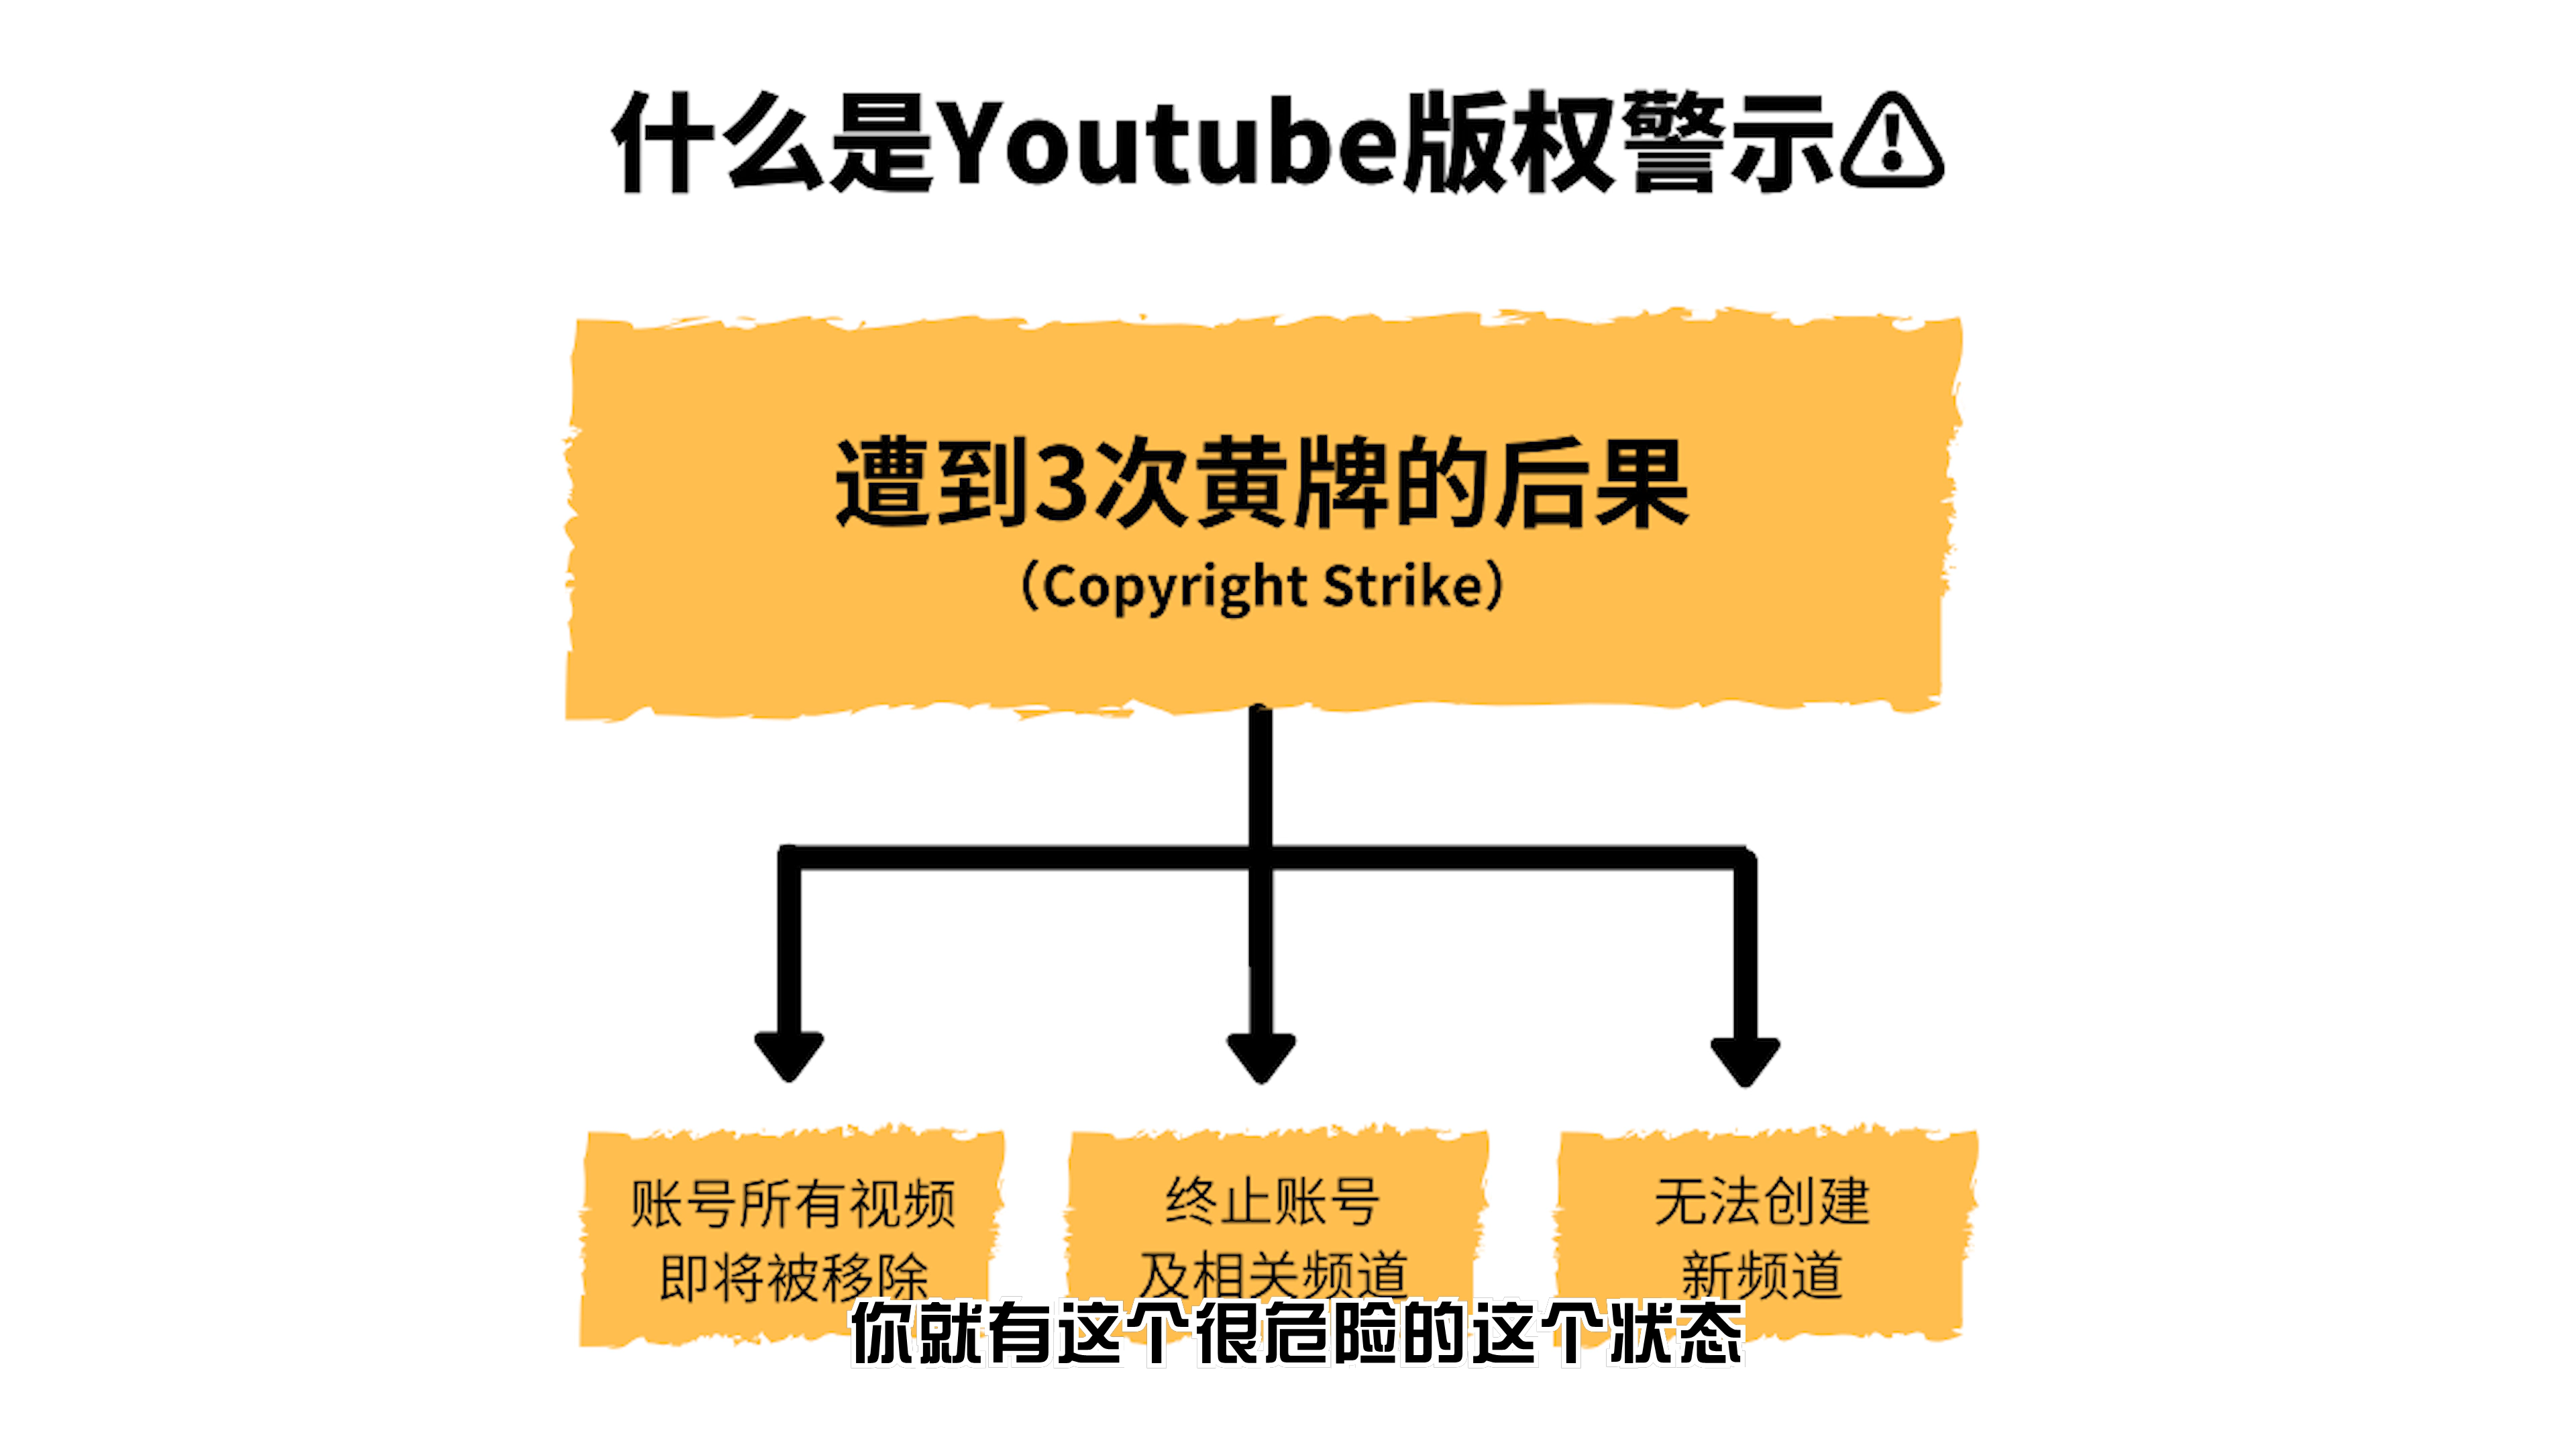 什么是Youtube版权警示
遭到3次黄牌的后果
（Copyright Strike）
账号所有视频
即将被移除
终止账号
及相关频道
无法创建
新频道
你就有这个很危险的这个状态